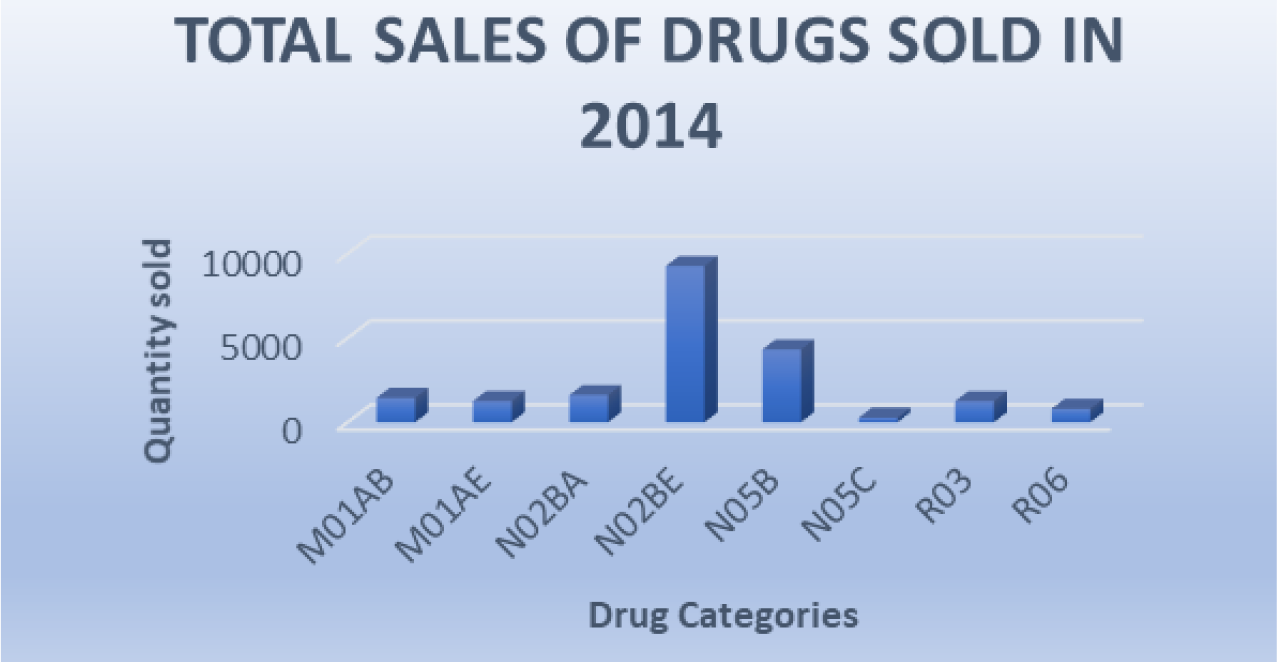 TOTAL SALES OF DRUGS SOLD IN
2014
Quantity sold
10000
5000
0
M01AB
M01AE
N02BA
N02BE
N05B
N05C
R03
R06
Drug Categories